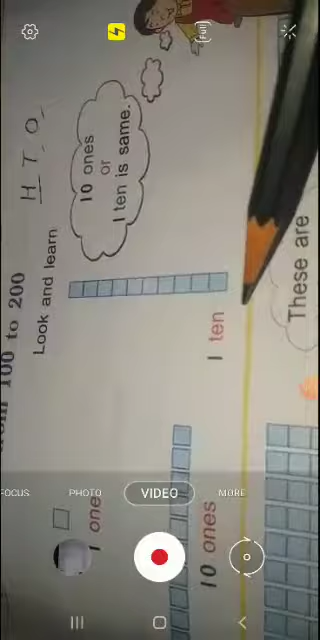 from 100 to 200
H T O
Look and learn
10 ones
or
1 ten is same.
1 one
10 ones
1 ten
These are
Full
FOCUS
PHOTO
VIDEO
MORE